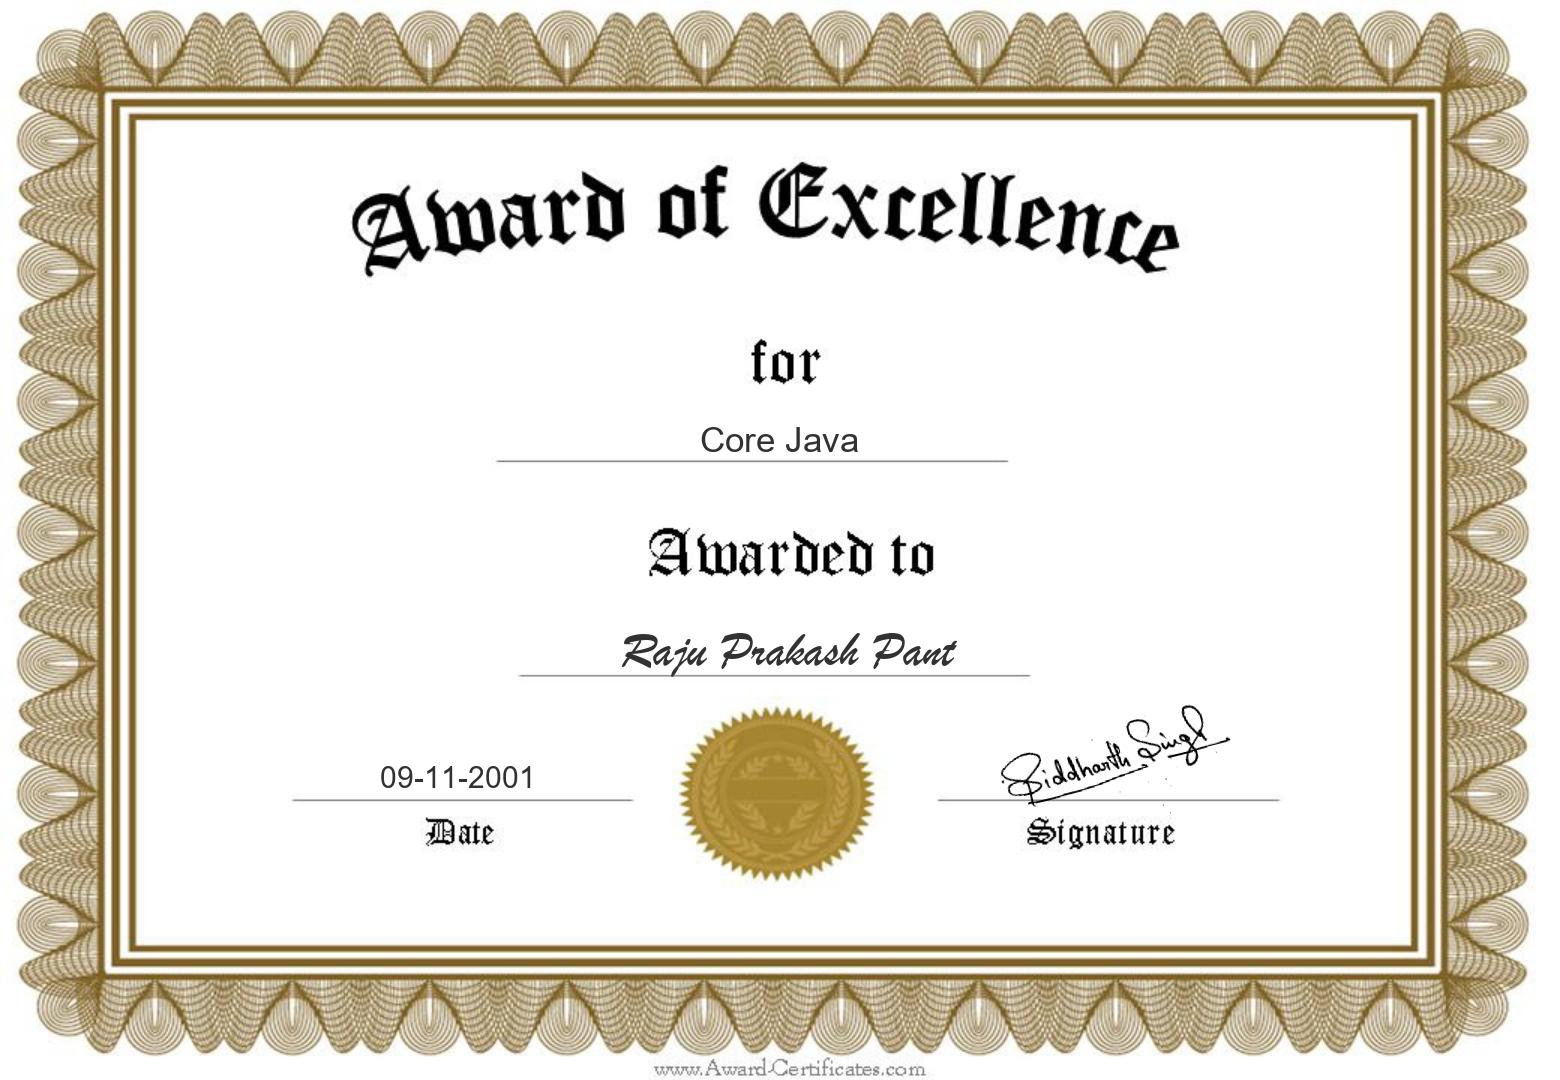 Award of Excellence
for
Core Java
Awarded to
Raju Prakash Pant
09-11-2001
Siddharth Singh
Date
Signature
www.Award-Certificates.com